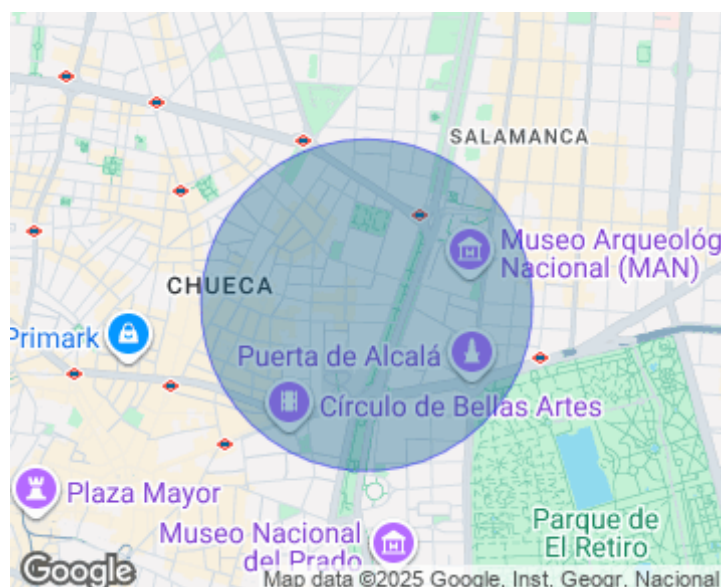 SALAMANCA
Museo Arqueológ
Nacional (MAN)
CHUECA
Primark
Puerta de Alcalá
Círculo de Bellas Artes
Plaza Mayor
Museo Nacional
del Prado
Parque de
El Retiro
Google
Map data ©2025 Google, Inst. Geogr. Nacional